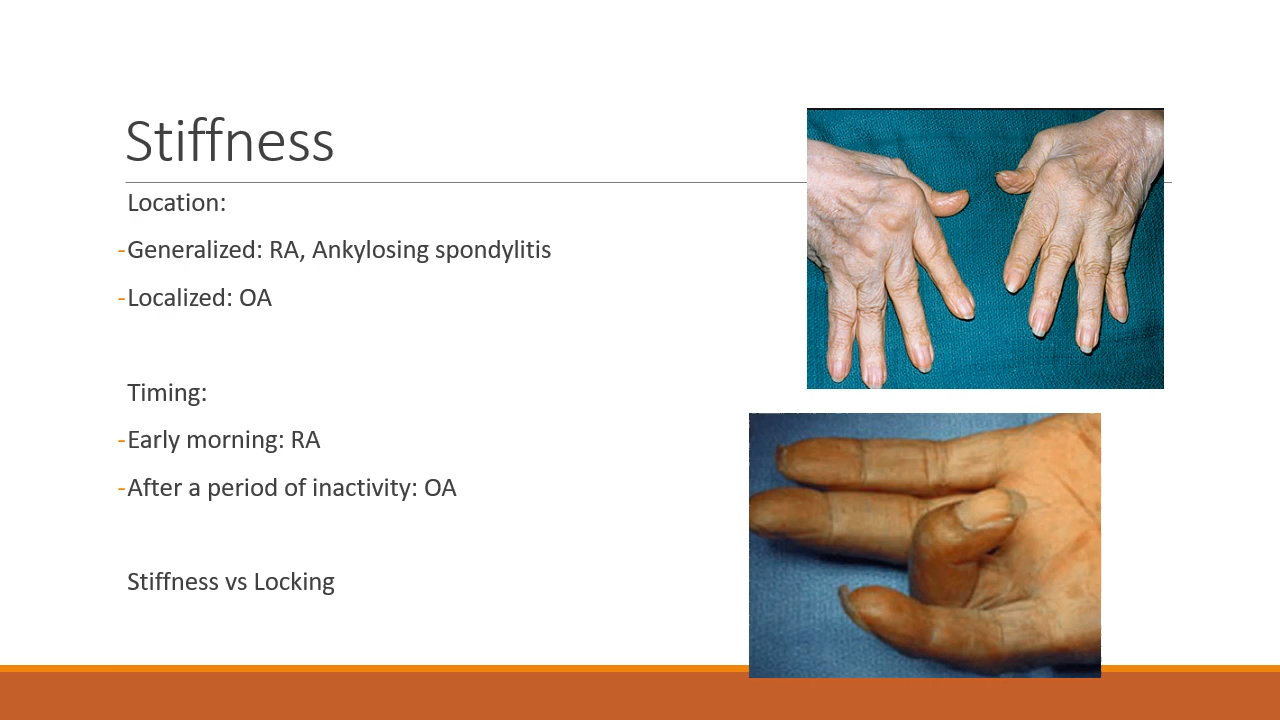 Stiffness
Location:
-Generalized: RA, Ankylosing spondylitis
-Localized: OA
Timing:
-Early morning: RA
-After a period of inactivity: OA
Stiffness vs Locking